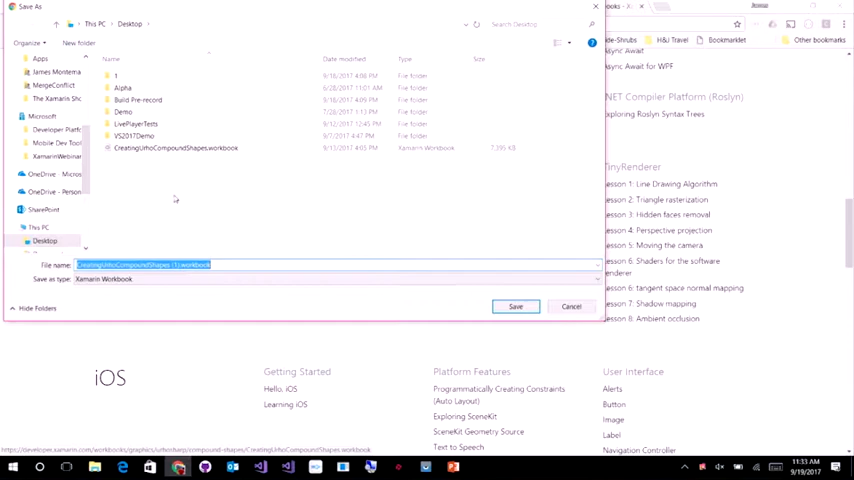 Save As
This PC
Desktop
Search Desktop
Organize
New folder
Name
Date modified
Type
Size
Apps
James Montema
MergeConflict
The Xamarin Sho
Microsoft
Developer Platfo
Mobile Dev Tool
XamarinWebinar
OneDrive - Micros
OneDrive - Person
SharePoint
This PC
Desktop
1 9/18/2017 4:08 PM File folder
Alpha 6/28/2017 11:01 AM File folder
Build Pre-record 9/18/2017 4:05 PM File folder
Demo 7/28/2017 1:13 PM File folder
LivePlayerTests 9/12/2017 12:45 PM File folder
VS2017Demo 9/7/2017 4:47 PM File folder
CreatingUrhoCompoundShapes.workbook 9/13/2017 4:05 PM Xamarin Workbook 7,395 KB
File name: CreatingUrhoCompoundShapes (1).workbook
Save as type: Xamarin Workbook
Hide Folders
Save
Cancel
ooks -
ide-Shrubs
H&I Drive
Bookmarklet
Other bookmarks
Async Await
Async Await for WPF
.NET Compiler Platform (Roslyn)
Exploring Roslyn Syntax Trees
TinyRenderer
Lesson 1: Line Drawing Algorithm
Lesson 2: Triangle rasterization
Lesson 3: Hidden faces removal
Lesson 4: Perspective projection
Lesson 5: Moving the camera
Lesson 6: Shaders for the software
renderer
Lesson 6: tangent space normal mapping
Lesson 7: Shadow mapping
Lesson 8: Ambient occlusion
iOS
Getting Started
Hello, iOS
Learning iOS
Platform Features
Programmatically Creating Constraints
(Auto Layout)
Exploring SceneKit
SceneKit Geometry Source
Text to Speech
User interface
Alerts
Button
Image
Label
Navigation Controller
https://developer.xamarin.com/workbooks/graphics/urhosharp/compound-shapes/CreatingUrhoCompoundShapes.workbook
11:33 AM
9/19/2017